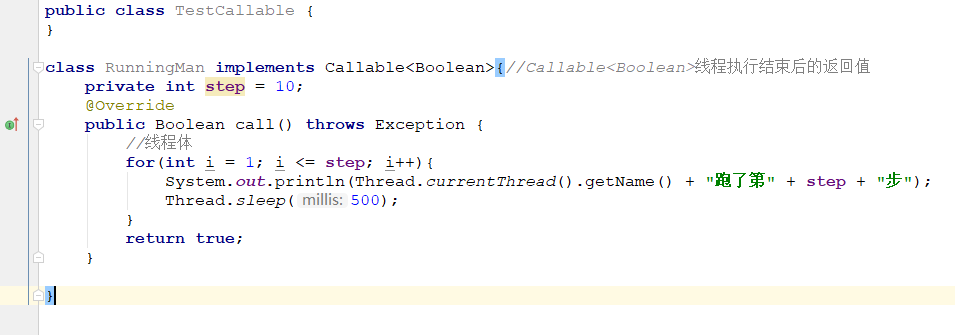 public class TestCallable {
}
class RunningMan implements Callable<Boolean>{//Callable<Boolean>线程执行结束后的返回值
    private int step = 10;
    @Override
    public Boolean call() throws Exception {
        //线程体
        for(int i = 1; i <= step; i++){
            System.out.println(Thread.currentThread().getName() + "跑了第" + step + "步");
            Thread.sleep( millis: 500);
        }
        return true;
    }
}